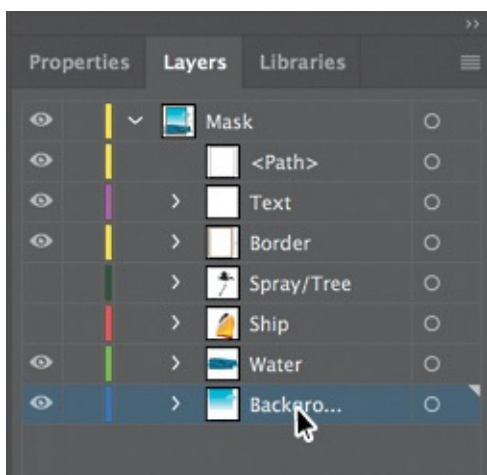 Properties Layers Libraries
Mask
<Path>
Text
Border
Spray/Tree
Ship
Water
Backgro...